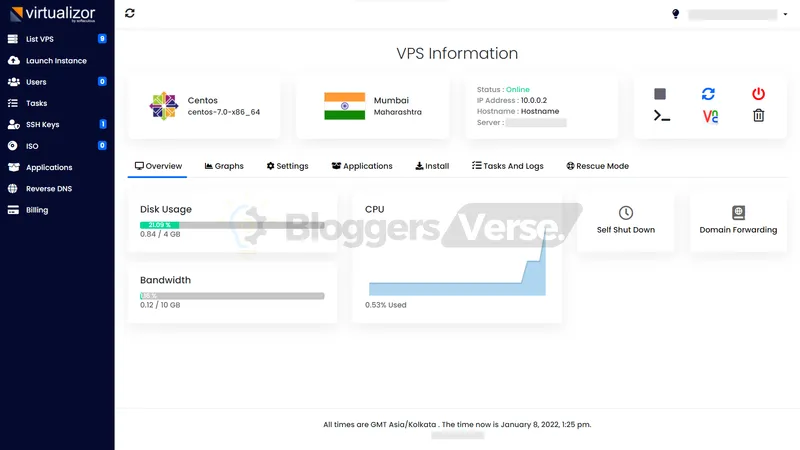 virtualizor
by softaculous
List VPS 9
Launch Instance
Users 0
Tasks
SSH Keys 1
ISO 0
Applications
Reverse DNS
Billing
VPS Information
Centos
centos-7.0-x86_64
Mumbai
Maharashtra
Status : Online
IP Address : 10.0.0.2
Hostname : Hostname
Server :
Overview Graphs Settings Applications Install Tasks And Logs Rescue Mode
Disk Usage
21.09 %
0.84 / 4 GB
Bandwidth
0.12 / 10 GB
CPU
0.53% Used
Self Shut Down
Domain Forwarding
Bloggers Verse.
All times are GMT Asia/Kolkata . The time now is January 8, 2022, 1:25 pm.